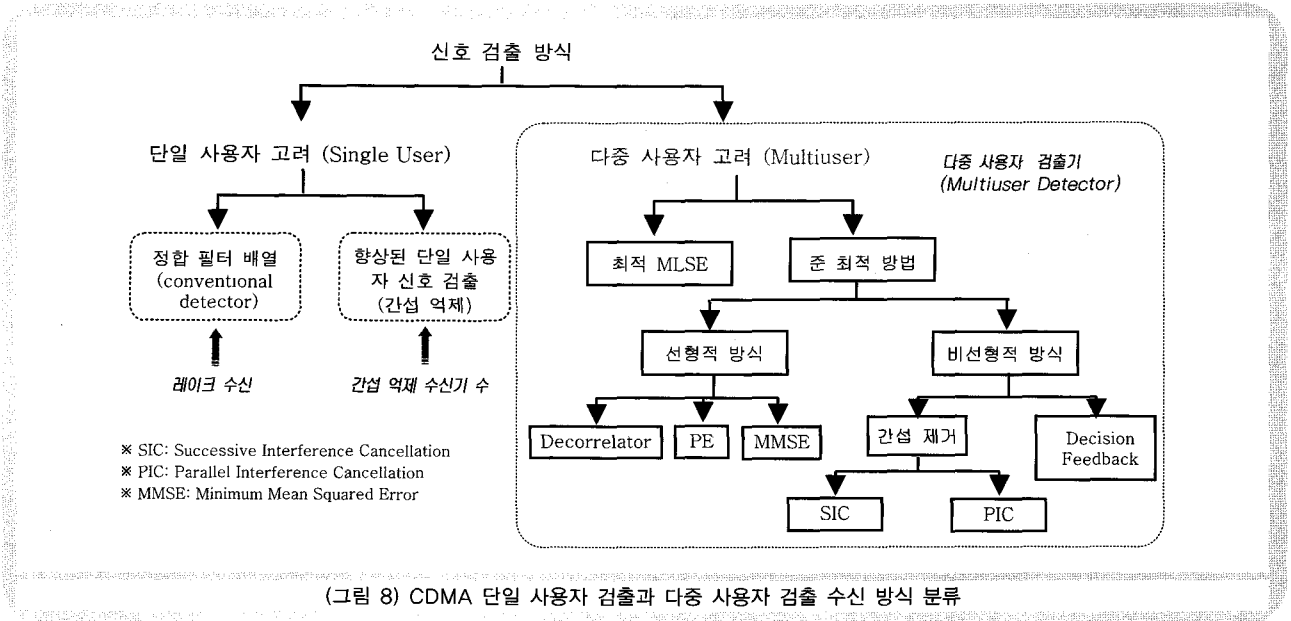 신호 검출 방식
단일 사용자 고려 (Single User)
정합 필터 배열
(conventional
detector)
레이크 수신
향상된 단일 사용
자 신호 검출
(간섭 억제)
간섭 억제 수신기 수
다중 사용자 고려 (Multiuser)
다중 사용자 검출기
(Multiuser Detector)
최적 MLSE
준 최적 방법
선형적 방식
비선형적 방식
Decorrelator
PE
MMSE
간섭 제거
Decision
Feedback
SIC
PIC
※ SIC: Successive Interference Cancellation
※ PIC: Parallel Interference Cancellation
※ MMSE: Minimum Mean Squared Error
(그림 8) CDMA 단일 사용자 검출과 다중 사용자 검출 수신 방식 분류